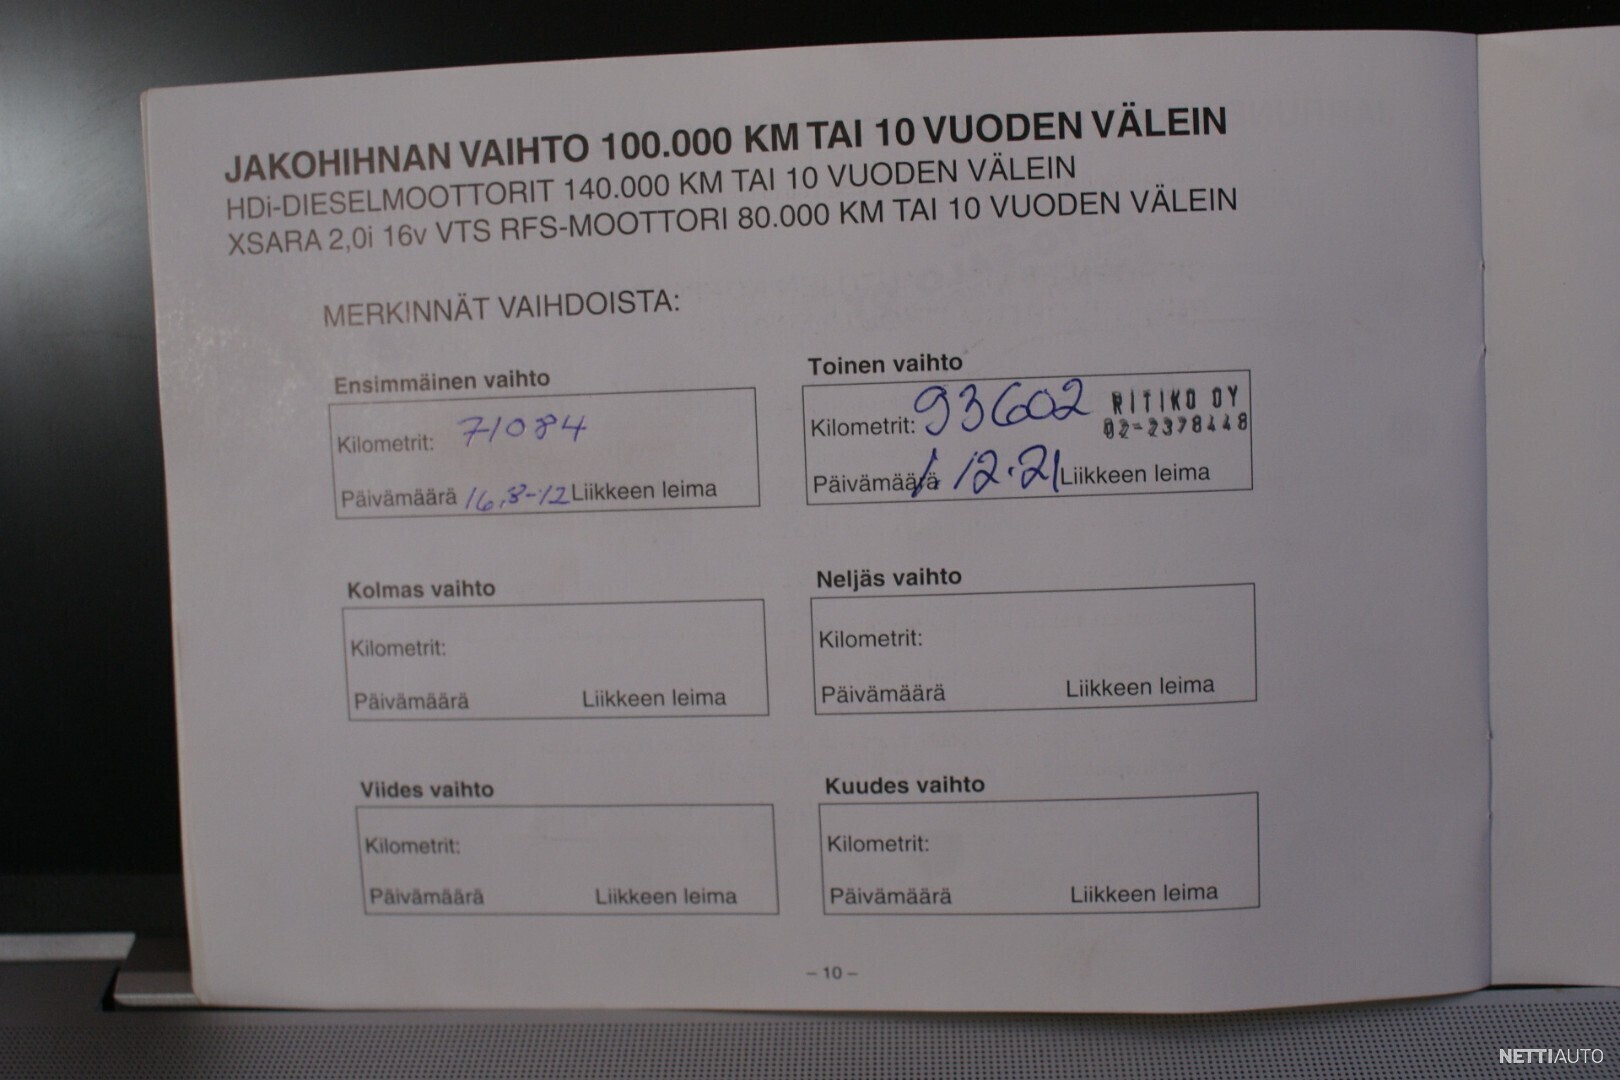 JAKOHIHNAN VAIHTO 100.000 KM TAI 10 VUODEN VÄLEIN
HDi-DIESELMOOTTORIT 140.000 KM TAI 10 VUODEN VÄLEIN
XSARA 2,0i 16v VTS RFS-MOOTTORI 80.000 KM TAI 10 VUODEN VÄLEIN
MERKINNÄT VAIHDOISTA:
Ensimmäinen vaihto
Kilometrit: 71084
Päivämäärä 16.8-12 Liikkeen leima
Toinen vaihto
Kilometrit: 93602 RITIKO OY
02-2378448
Päivämäärä 1 12.21 Liikkeen leima
Kolmas vaihto
Kilometrit:
Päivämäärä Liikkeen leima
Neljäs vaihto
Kilometrit:
Päivämäärä Liikkeen leima
Viides vaihto
Kilometrit:
Päivämäärä Liikkeen leima
Kuudes vaihto
Kilometrit:
Päivämäärä Liikkeen leima
– 10 –
NETTIAUTO